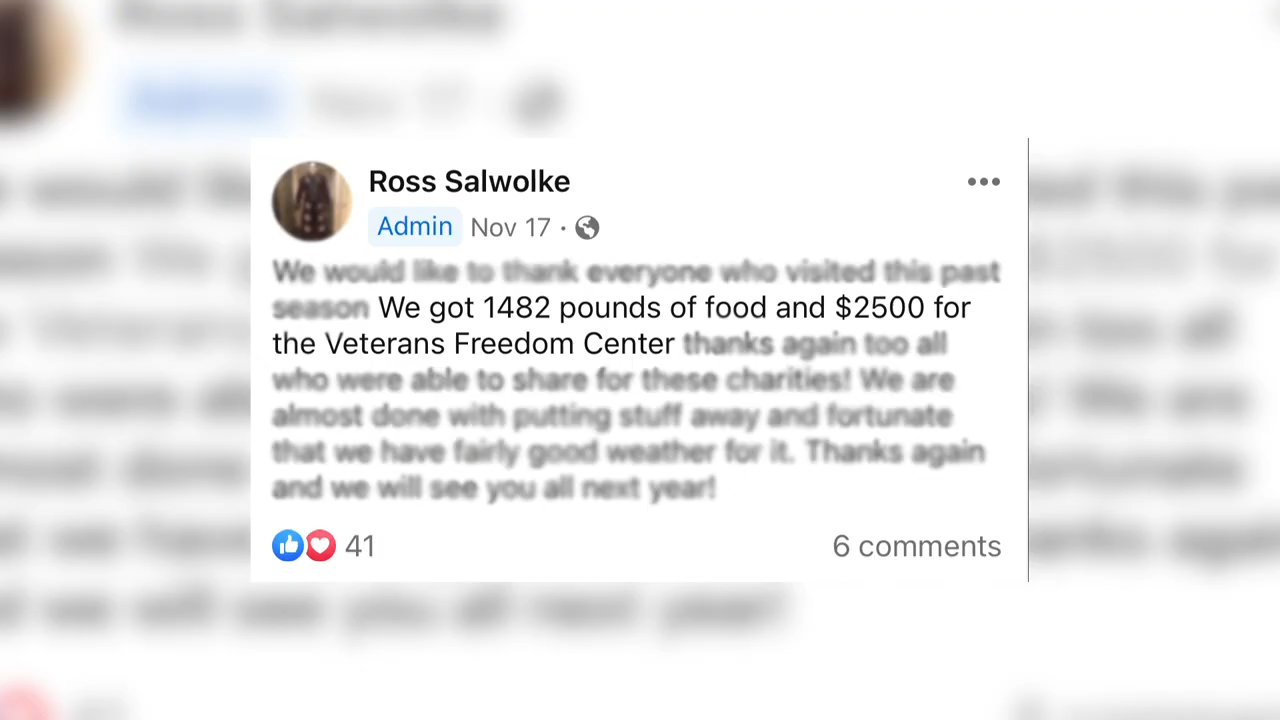 Ross Salwolke
Admin Nov 17 ·
We would like to thank everyone who visited this past
season We got 1482 pounds of food and $2500 for
the Veterans Freedom Center thanks again too all
who were able to share for these charities! We are
almost done with putting stuff away and fortunate
that we have fairly good weather for it. Thanks again
and we will see you all next year!
41 6 comments